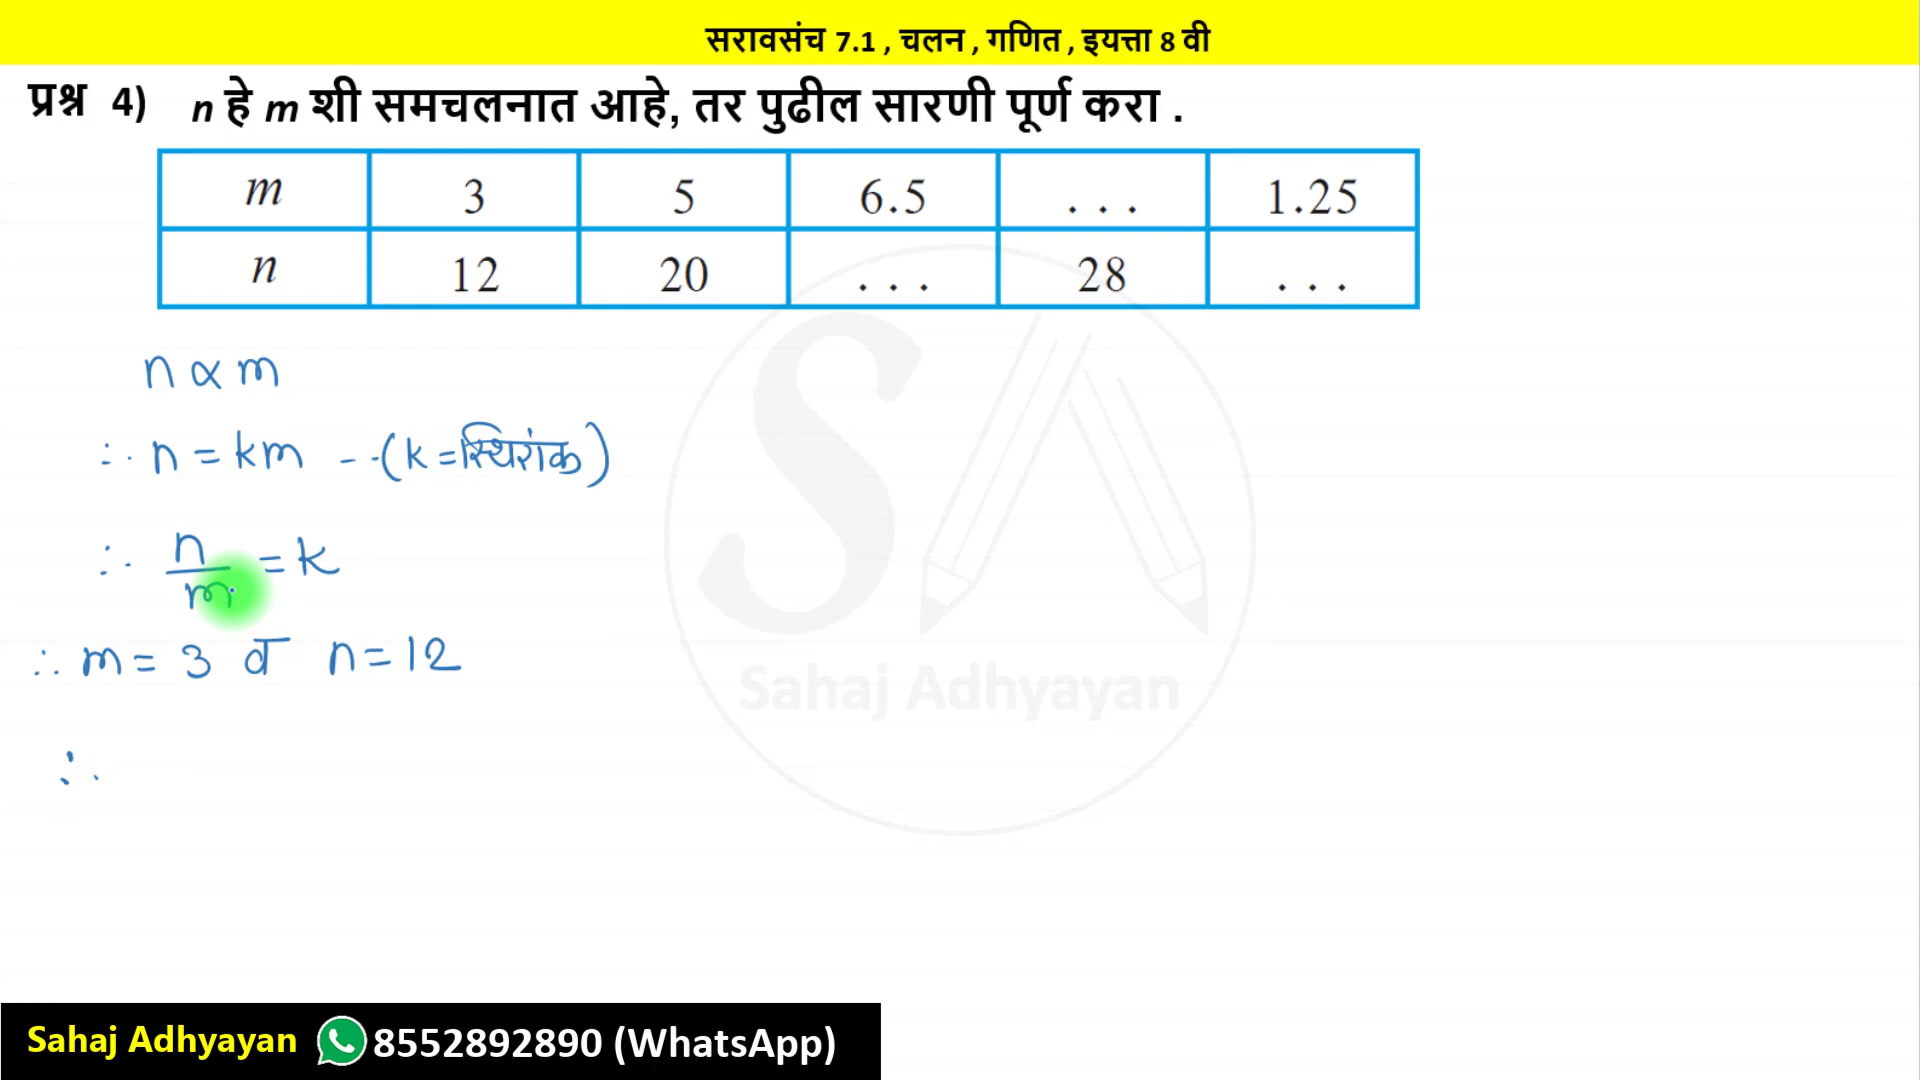 सरावसंच 7.1 , चलन , गणित , इयत्ता 8 वी
प्रश्न 4) n हे m शी समचलनात आहे, तर पुढील सारणी पूर्ण करा .
m 3 5 6.5 . . . 1.25
n 12 20 . . . 28 . . .
n ∝ m
∴ n = km --(k = स्थिरांक)
∴ n/m = k
∴ m = 3 व n = 12
∴
Sahaj Adhyayan
Sahaj Adhyayan 8552892890 (WhatsApp)